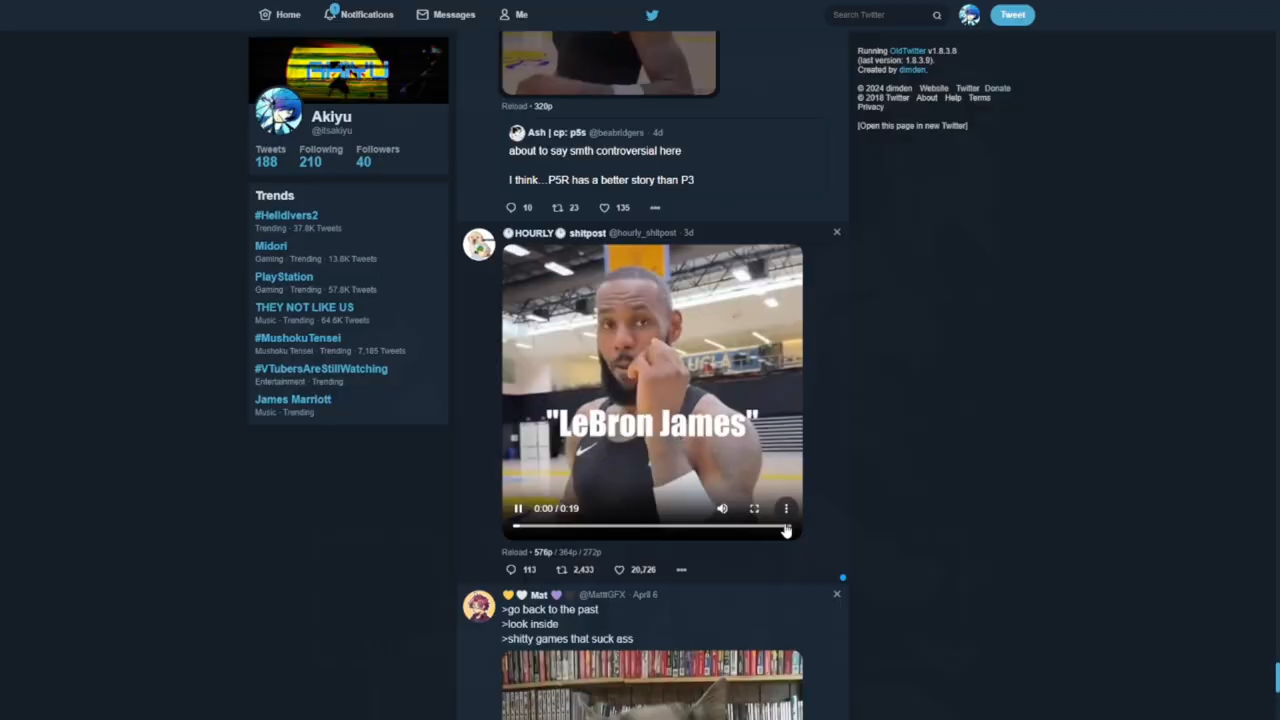 Home
1
Notifications
Messages
Me
Search Twitter
Tweet
AKIYU
Akiyu
@itsakiyu
Tweets Following Followers
188 210 40
Trends
#Helldivers2
Trending · 37.8K Tweets
Midori
Gaming · Trending · 13.8K Tweets
PlayStation
Gaming · Trending · 57.8K Tweets
THEY NOT LIKE US
Music · Trending · 64.6K Tweets
#MushokuTensei
Mushoku Tensei · Trending · 7,185 Tweets
#VTubersAreStillWatching
Entertainment · Trending
James Marriott
Music · Trending
Reload • 320p
Ash | cp: p5s @beabridgers · 4d
about to say smth controversial here
I think...P5R has a better story than P3
10 23 135
HOURLY shitpost @hourly_shitpost · 3d
"LeBron James"
0:00 / 0:19
Reload • 576p / 364p / 272p
113 2,433 20,726
Mat @MatttGFX · April 6
>go back to the past
>look inside
>shitty games that suck ass
Running OldTwitter v1.8.3.8
(last version: 1.8.3.9).
Created by dimden.
© 2024 dimden Website Twitter Donate
© 2018 Twitter About Help Terms
Privacy
[Open this page in new Twitter]